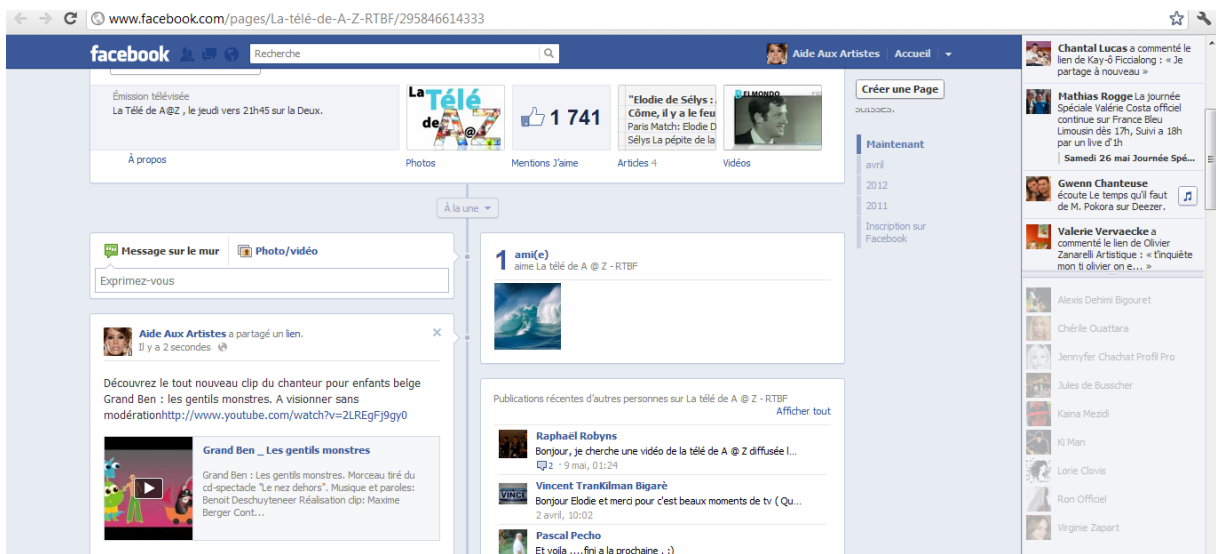 www.facebook.com/pages/La-télé-de-A-Z-RTBF/295846614333
facebook
Recherche
Aide Aux Artistes
Accueil
Émission télévisée
La Télé de A@Z , le jeudi vers 21h45 sur la Deux.
À propos
La Télé
de A@Z
Photos
1 741
Mentions J'aime
"Elodie de Sélys :
Côme, il y a le feu
Paris Match: Elodie D
Sélys La pépite de la
Articles 4
BELMONDO
Vidéos
Créer une Page
SUISSES.
Maintenant
avril
2012
2011
Inscription sur
Facebook
À la une
Message sur le mur
Photo/vidéo
Exprimez-vous
Aide Aux Artistes a partagé un lien.
Il y a 2 secondes
Découvrez le tout nouveau clip du chanteur pour enfants belge
Grand Ben : les gentils monstres. A visionner sans
modérationhttp://www.youtube.com/watch?v=2LREgFj9gy0
Grand Ben _ Les gentils monstres
Grand Ben : Les gentils monstres. Morceau tiré du
cd-spectacle "Le nez dehors". Musique et paroles:
Benoit Deschuyteneer Réalisation clip: Maxime
Berger Cont...
1 ami(e)
aime La télé de A @ Z - RTBF
Publications récentes d'autres personnes sur La télé de A @ Z - RTBF
Afficher tout
Raphaël Robyns
Bonjour, je cherche une vidéo de la télé de A @ Z diffusée l...
2 · 9 mai, 01:24
VINCE
Vincent TranKilman Bigarè
Bonjour Elodie et merci pour c'est beaux moments de tv ( Qu...
2 avril, 10:02
Pascal Pecho
Et voila ....fini a la prochaine . :)
Chantal Lucas a commenté le
lien de Kay-ô Ficcialong : « Je
partage à nouveau »
Mathias Rogge La journée
Spéciale Valérie Costa officiel
continue sur France Bleu
Limousin dès 17h, Suivi a 18h
par un live d'1h
Samedi 26 mai Journée Spé...
Gwenn Chanteuse
écoute Le temps qu'il faut
de M. Pokora sur Deezer.
Valerie Vervaecke a
commenté le lien de Olivier
Zanarelli Artistique : « t'inquiète
mon ti olivier on e... »
Alexis Dehimi Bigouret
Chérile Ouattara
Jennyfer Chachat Profil Pro
Jules de Busscher
Kaina Mezidi
Ki Man
Lorie Clovis
Ron Officiel
Virginie Zapart